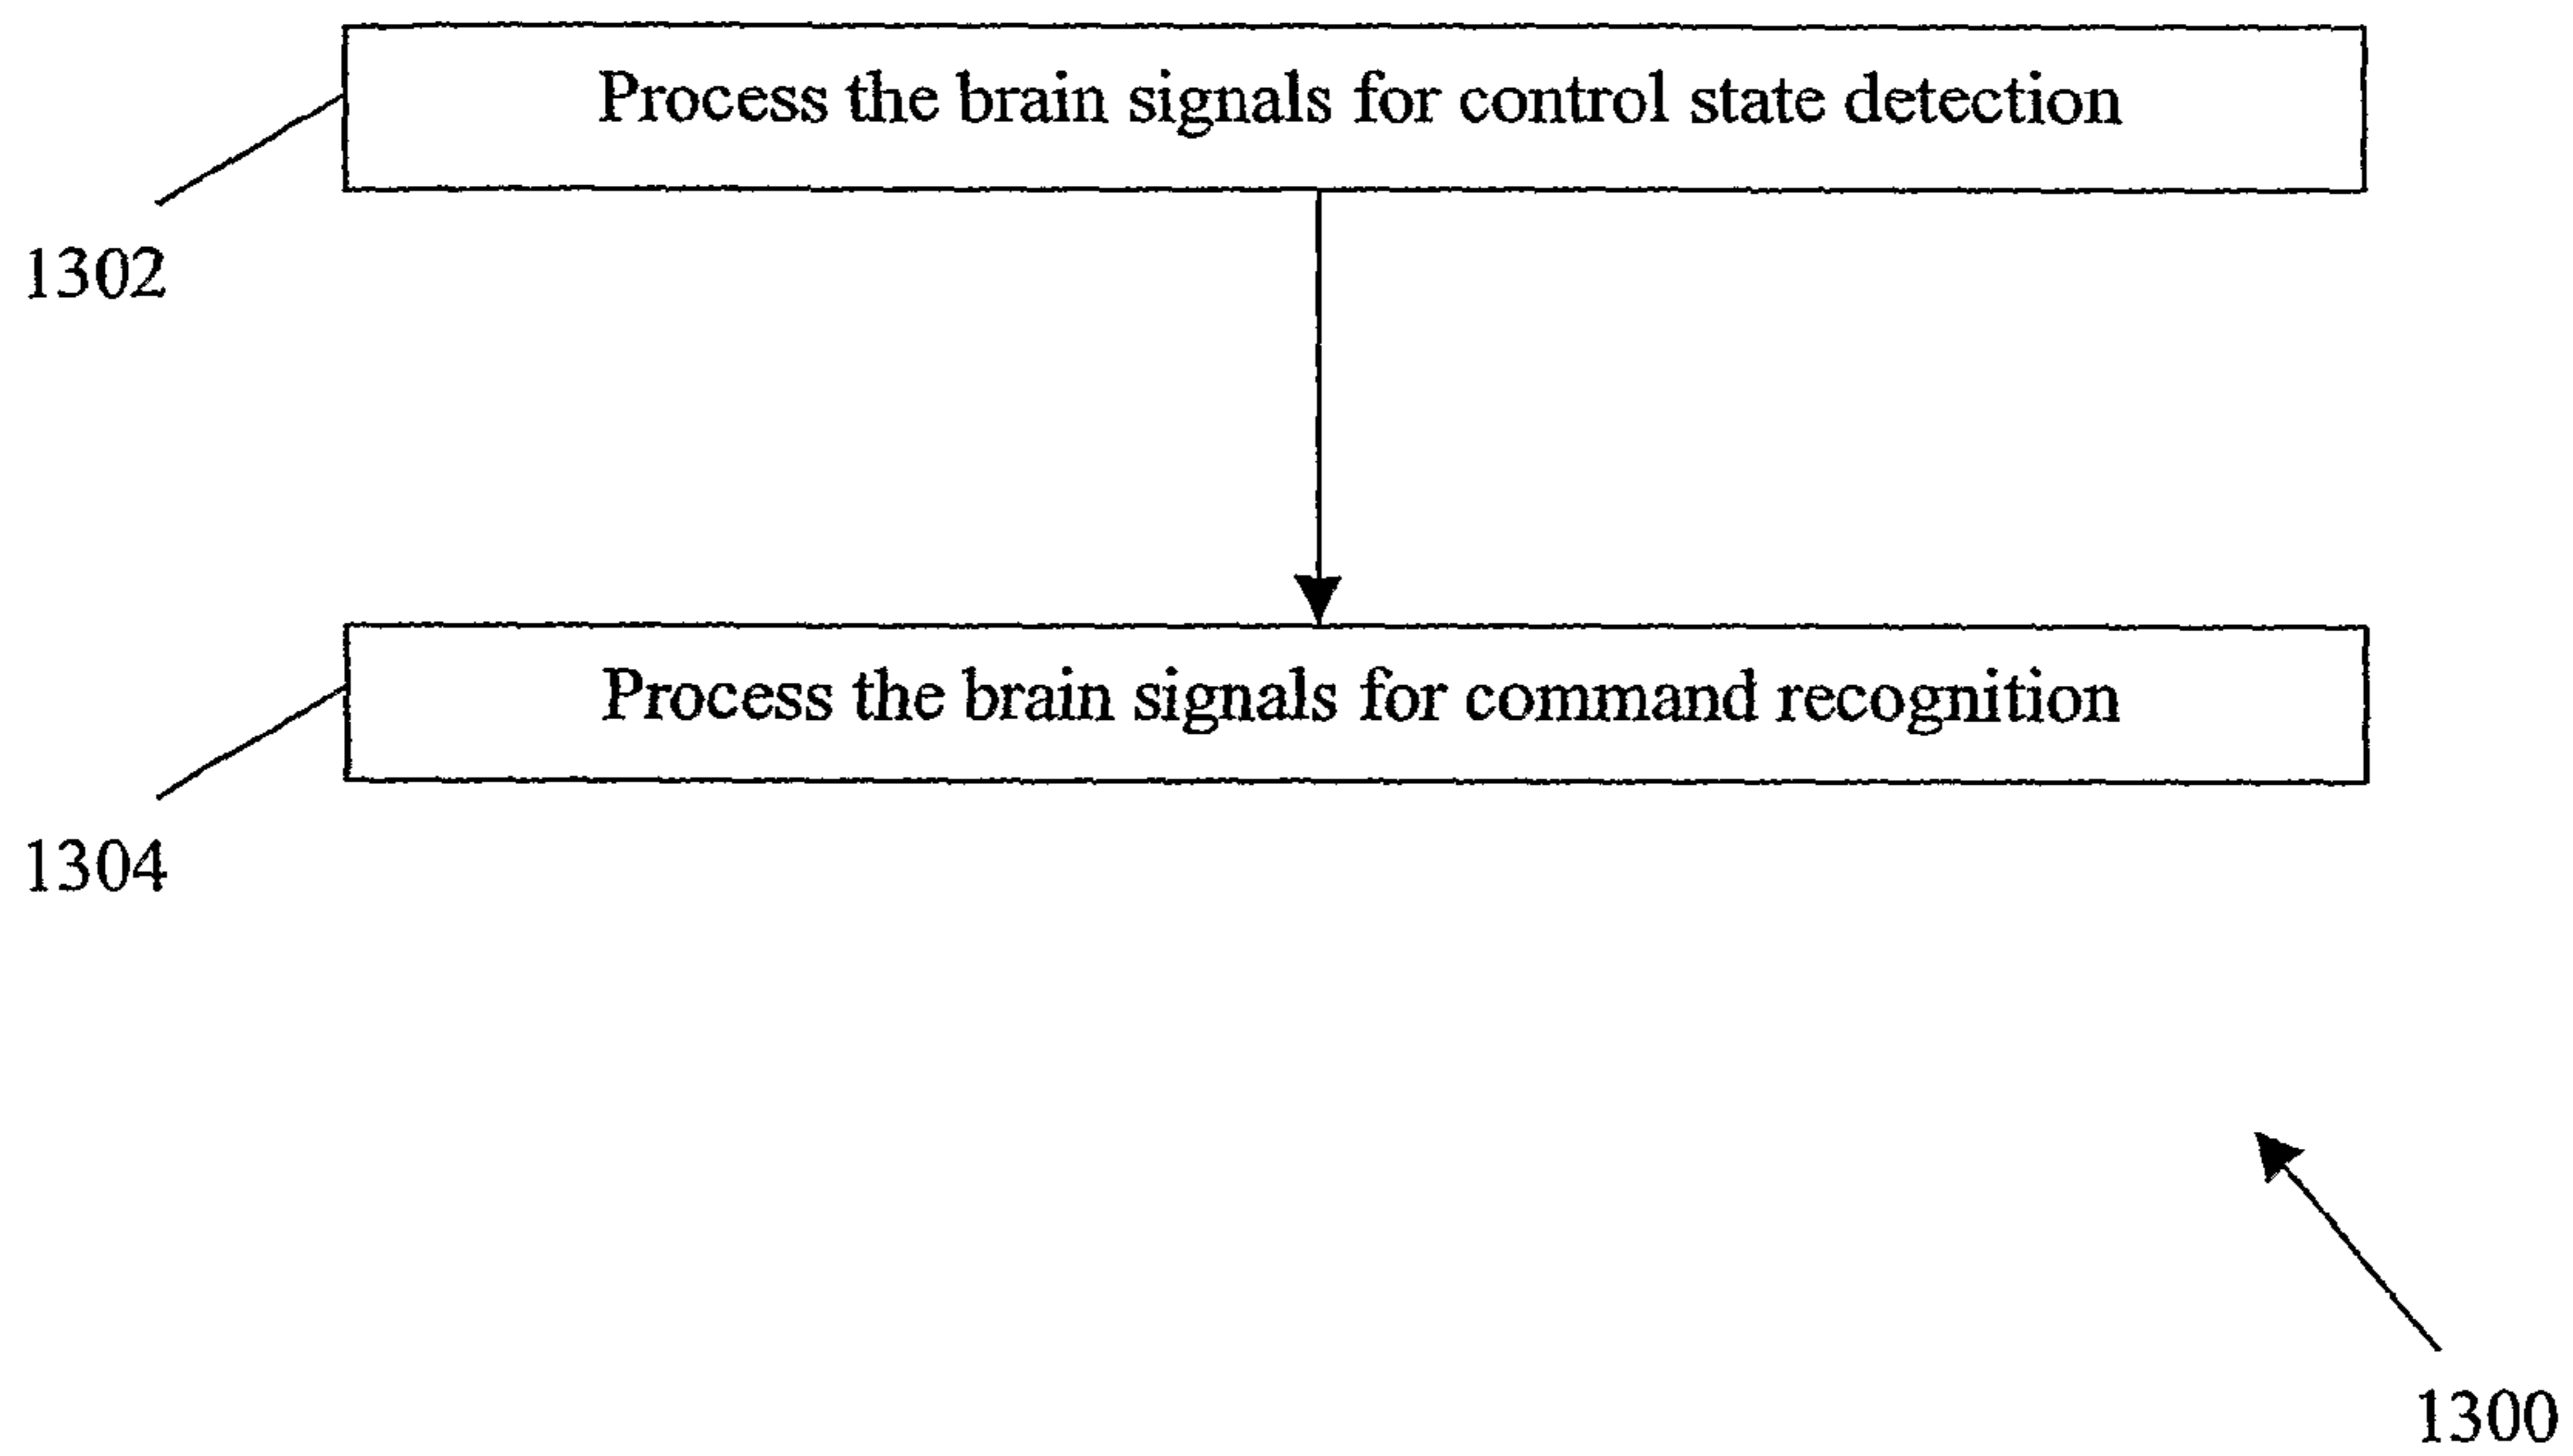 Process the brain signals for control state detection
1302
Process the brain signals for command recognition
1304
1300